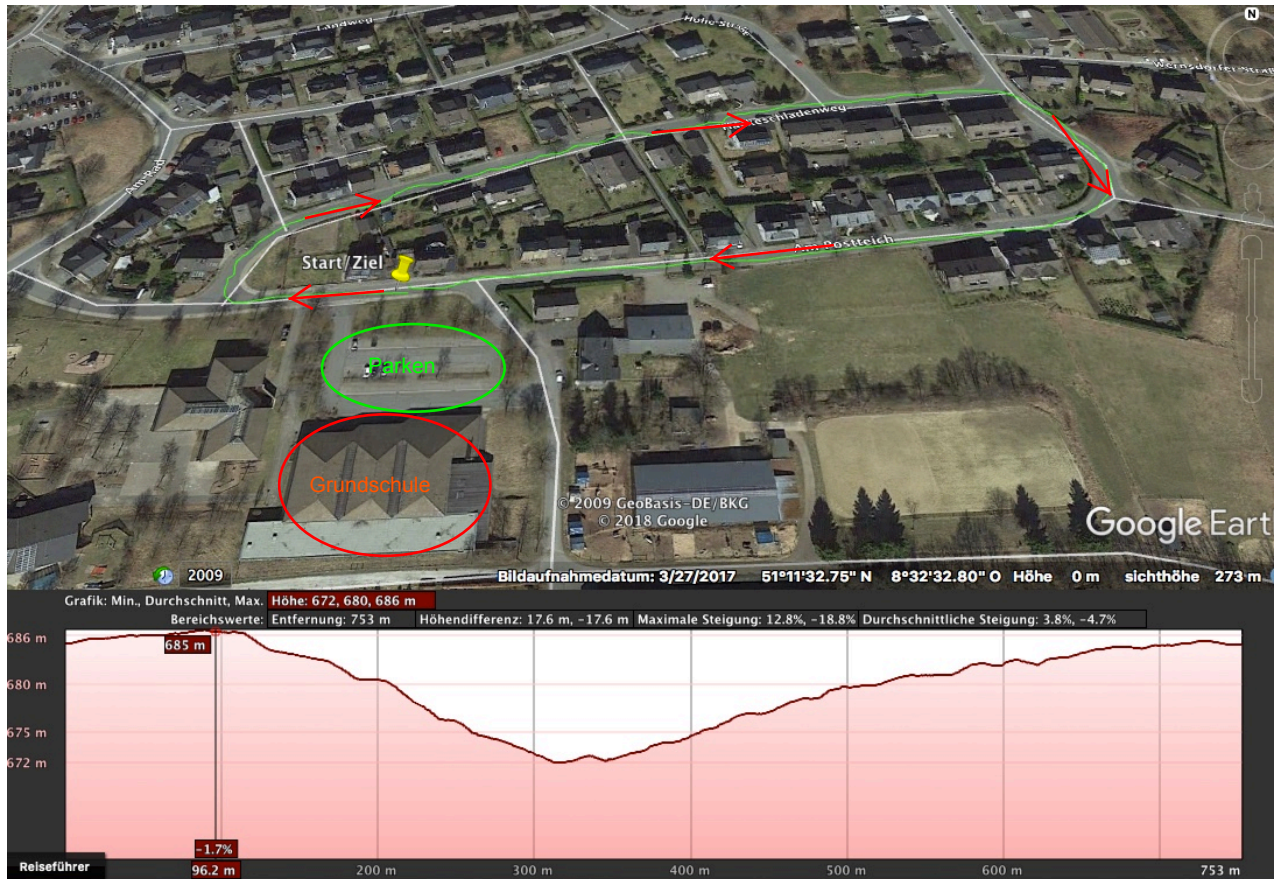 Landweg
Hohe Straße
N
Wernsdorfer Straß
Am Rad
Start/Ziel
Am Postteich
Parken
Grundschule
© 2009 GeoBasis-DE/BKG
© 2018 Google
Google Eart
2009
Bildaufnahmedatum: 3/27/2017 51°11'32.75" N 8°32'32.80" O Höhe 0 m sichthöhe 273 m
Grafik: Min., Durchschnitt, Max. Höhe: 672, 680, 686 m
Bereichswerte: Entfernung: 753 m Höhendifferenz: 17.6 m, -17.6 m Maximale Steigung: 12.8%, -18.8% Durchschnittliche Steigung: 3.8%, -4.7%
686 m
685 m
680 m
675 m
672 m
-1.7%
Reiseführer
96.2 m 200 m 300 m 400 m 500 m 600 m 753 m